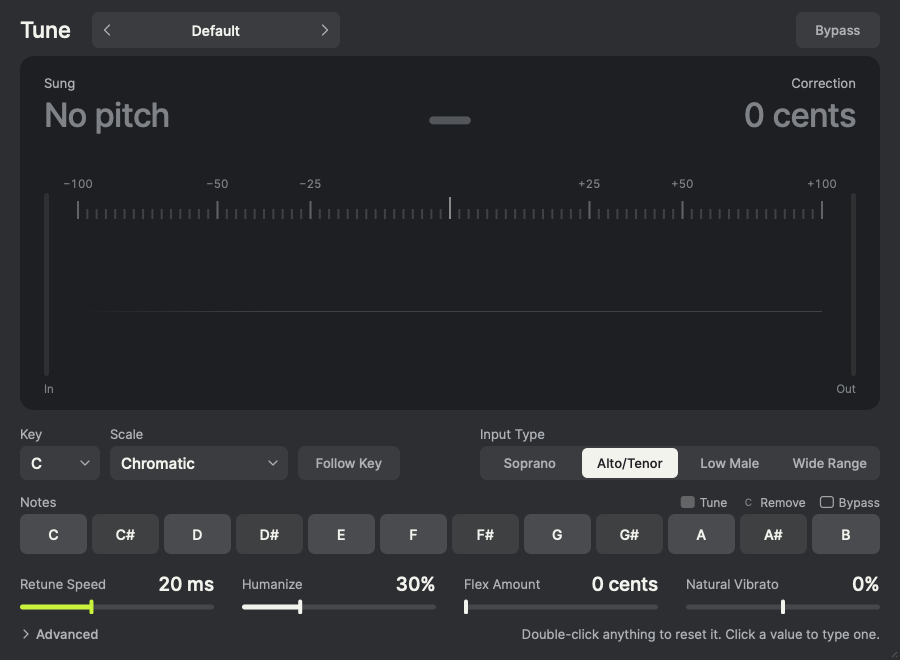 Tune
Default
Bypass
Sung
Correction
No pitch
0 cents
−100 −50 −25 +25 +50 +100
In
Out
Key
Scale
Input Type
C
Chromatic
Follow Key
Soprano
Alto/Tenor
Low Male
Wide Range
Notes
Tune
C Remove
Bypass
C C# D D# E F F# G G# A A# B
Retune Speed 20 ms
Humanize 30%
Flex Amount 0 cents
Natural Vibrato 0%
Advanced
Double-click anything to reset it. Click a value to type one.